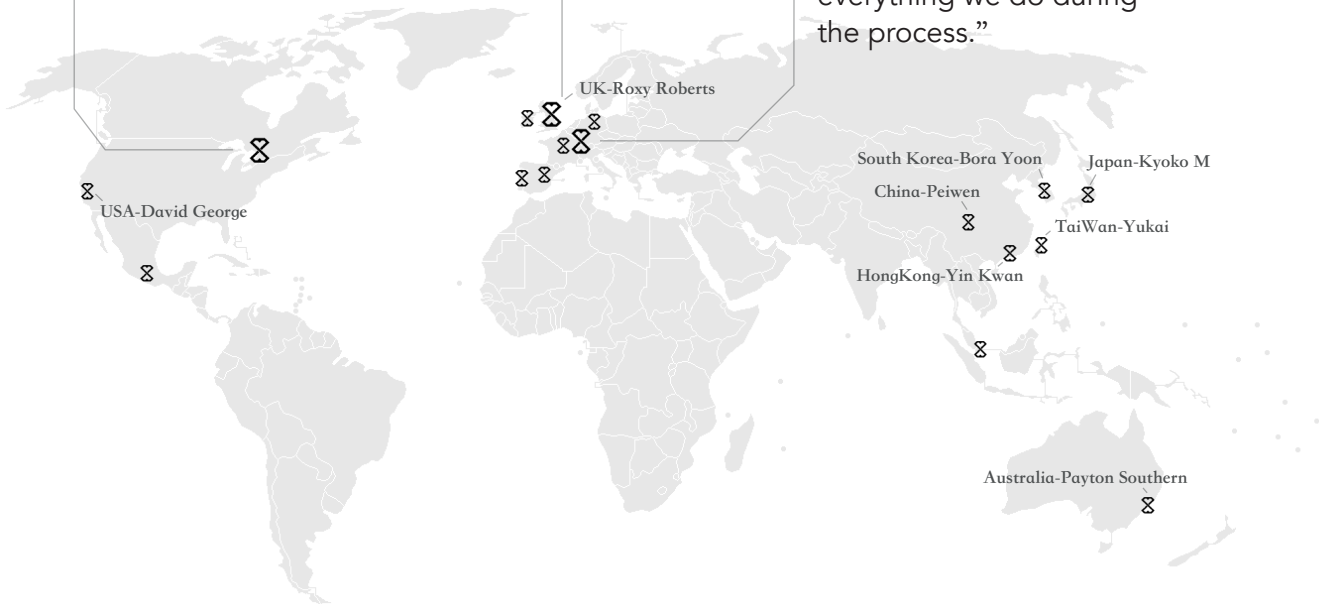 everything we do during
the process.”
UK-Roxy Roberts
South Korea-Bora Yoon
Japan-Kyoko M
China-Peiwen
USA-David George
TaiWan-Yukai
HongKong-Yin Kwan
Australia-Payton Southern